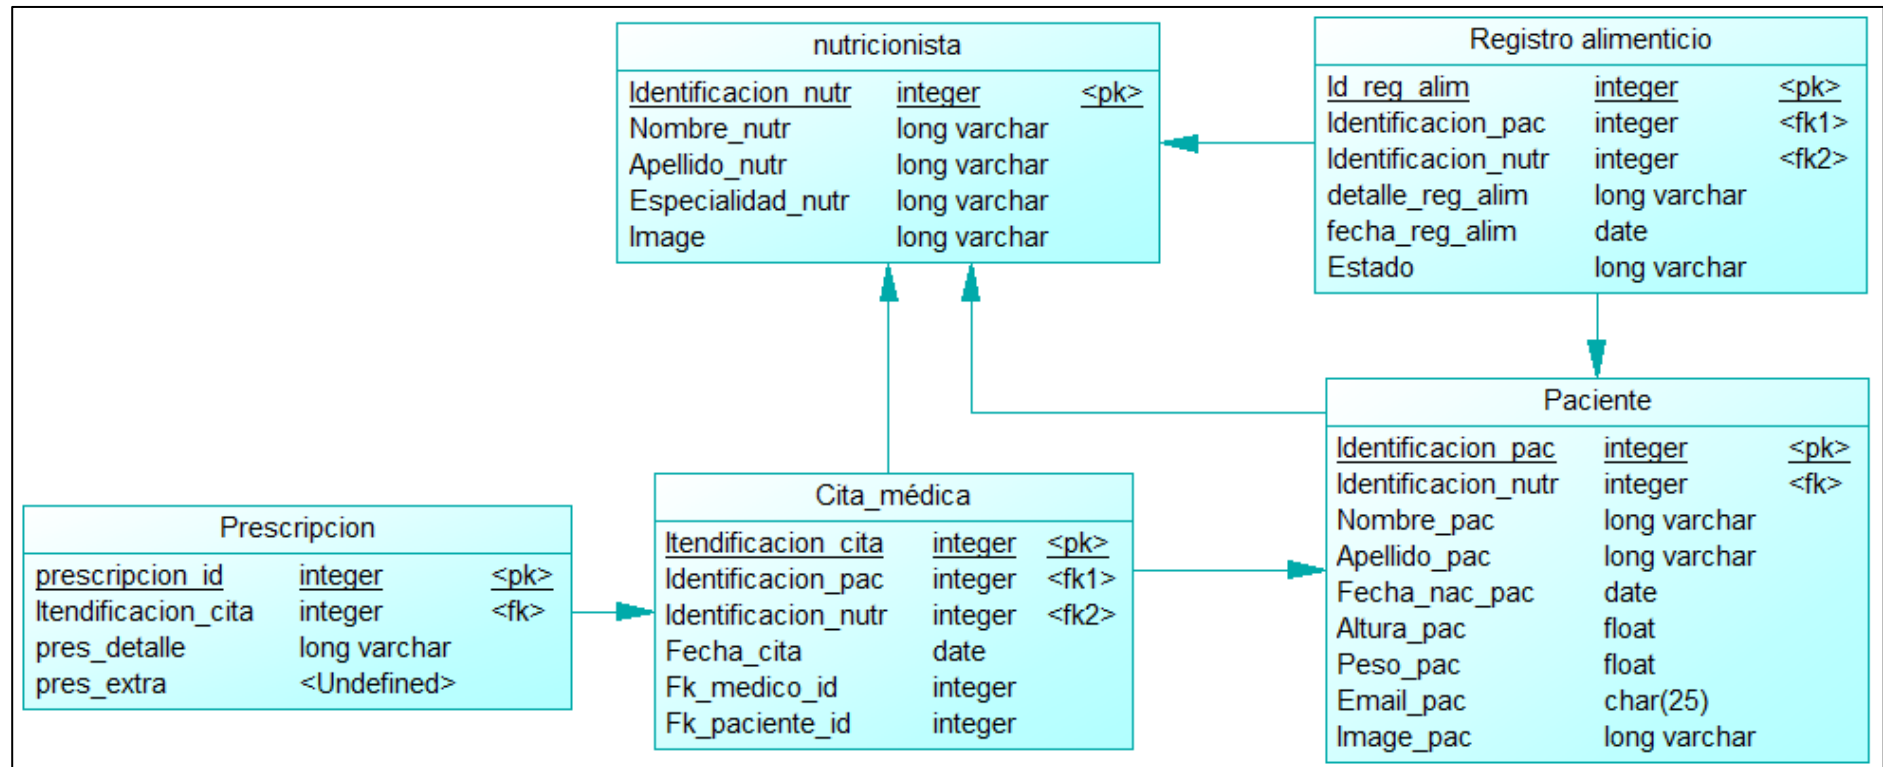 nutricionista
Identificacion_nutr integer <pk>
Nombre_nutr long varchar
Apellido_nutr long varchar
Especialidad_nutr long varchar
Image long varchar
Registro alimenticio
Id_reg_alim integer <pk>
Identificacion_pac integer <fk1>
Identificacion_nutr integer <fk2>
detalle_reg_alim long varchar
fecha_reg_alim date
Estado long varchar
Paciente
Identificacion_pac integer <pk>
Identificacion_nutr integer <fk>
Nombre_pac long varchar
Apellido_pac long varchar
Fecha_nac_pac date
Altura_pac float
Peso_pac float
Email_pac char(25)
Image_pac long varchar
Cita_médica
Itendificacion_cita integer <pk>
Identificacion_pac integer <fk1>
Identificacion_nutr integer <fk2>
Fecha_cita date
Fk_medico_id integer
Fk_paciente_id integer
Prescripcion
prescripcion_id integer <pk>
Itendificacion_cita integer <fk>
pres_detalle long varchar
pres_extra <Undefined>